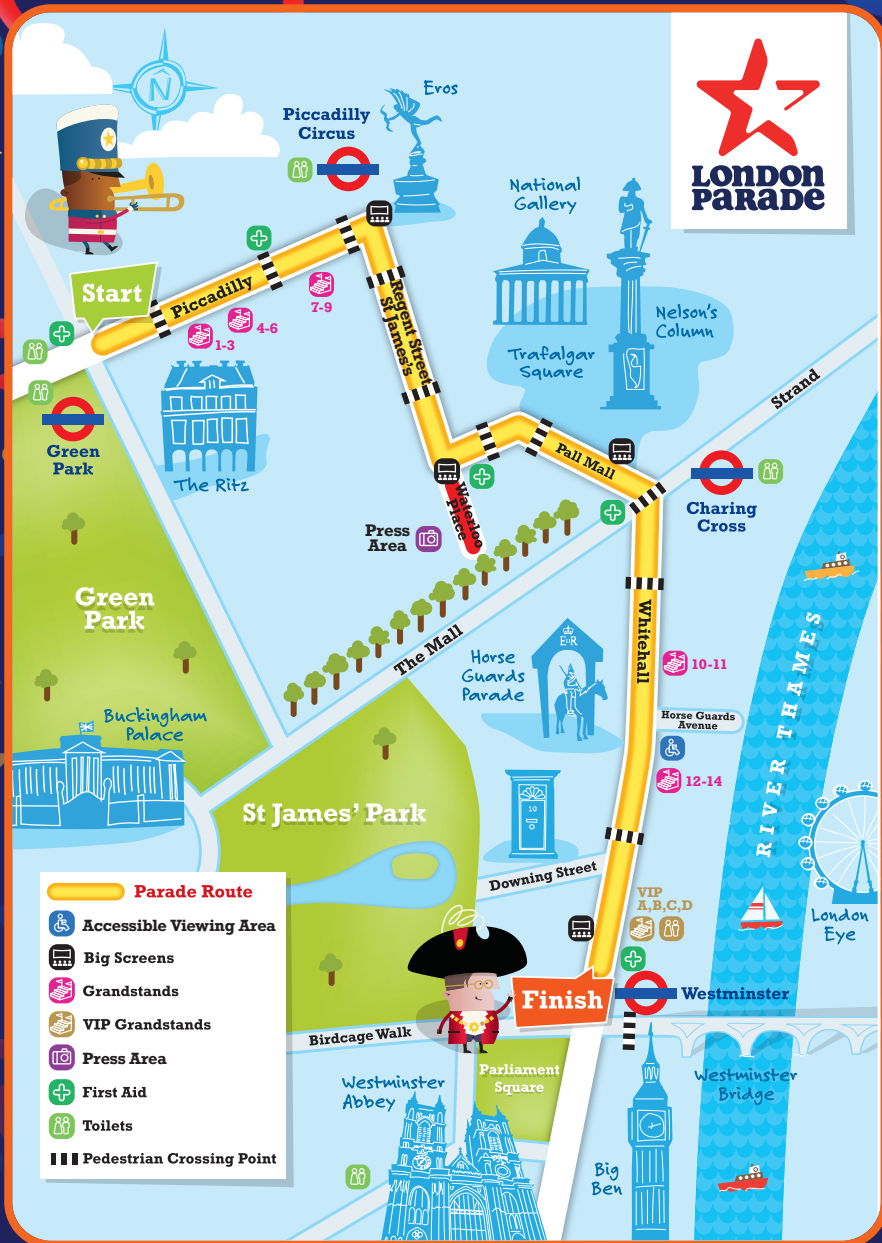 N
LONDON
PARADE
Eros
Piccadilly
Circus
National
Gallery
Nelson's
Column
Trafalgar
Square
Start
Piccadilly
1-3
4-6
7-9
Regent Street
St James's
Strand
Green
Park
The Ritz
Pall Mall
Waterloo
Place
Press
Area
Charing
Cross
Green
Park
The Mall
Whitehall
Horse
Guards
Parade
E II R
10-11
Horse Guards
Avenue
12-14
RIVER THAMES
Buckingham
Palace
St James' Park
10
Downing Street
VIP
A,B,C,D
London
Eye
Finish
Westminster
Birdcage Walk
Parliament
Square
Westminster
Abbey
Westminster
Bridge
Big
Ben
Parade Route
Accessible Viewing Area
Big Screens
Grandstands
VIP Grandstands
Press Area
First Aid
Toilets
Pedestrian Crossing Point